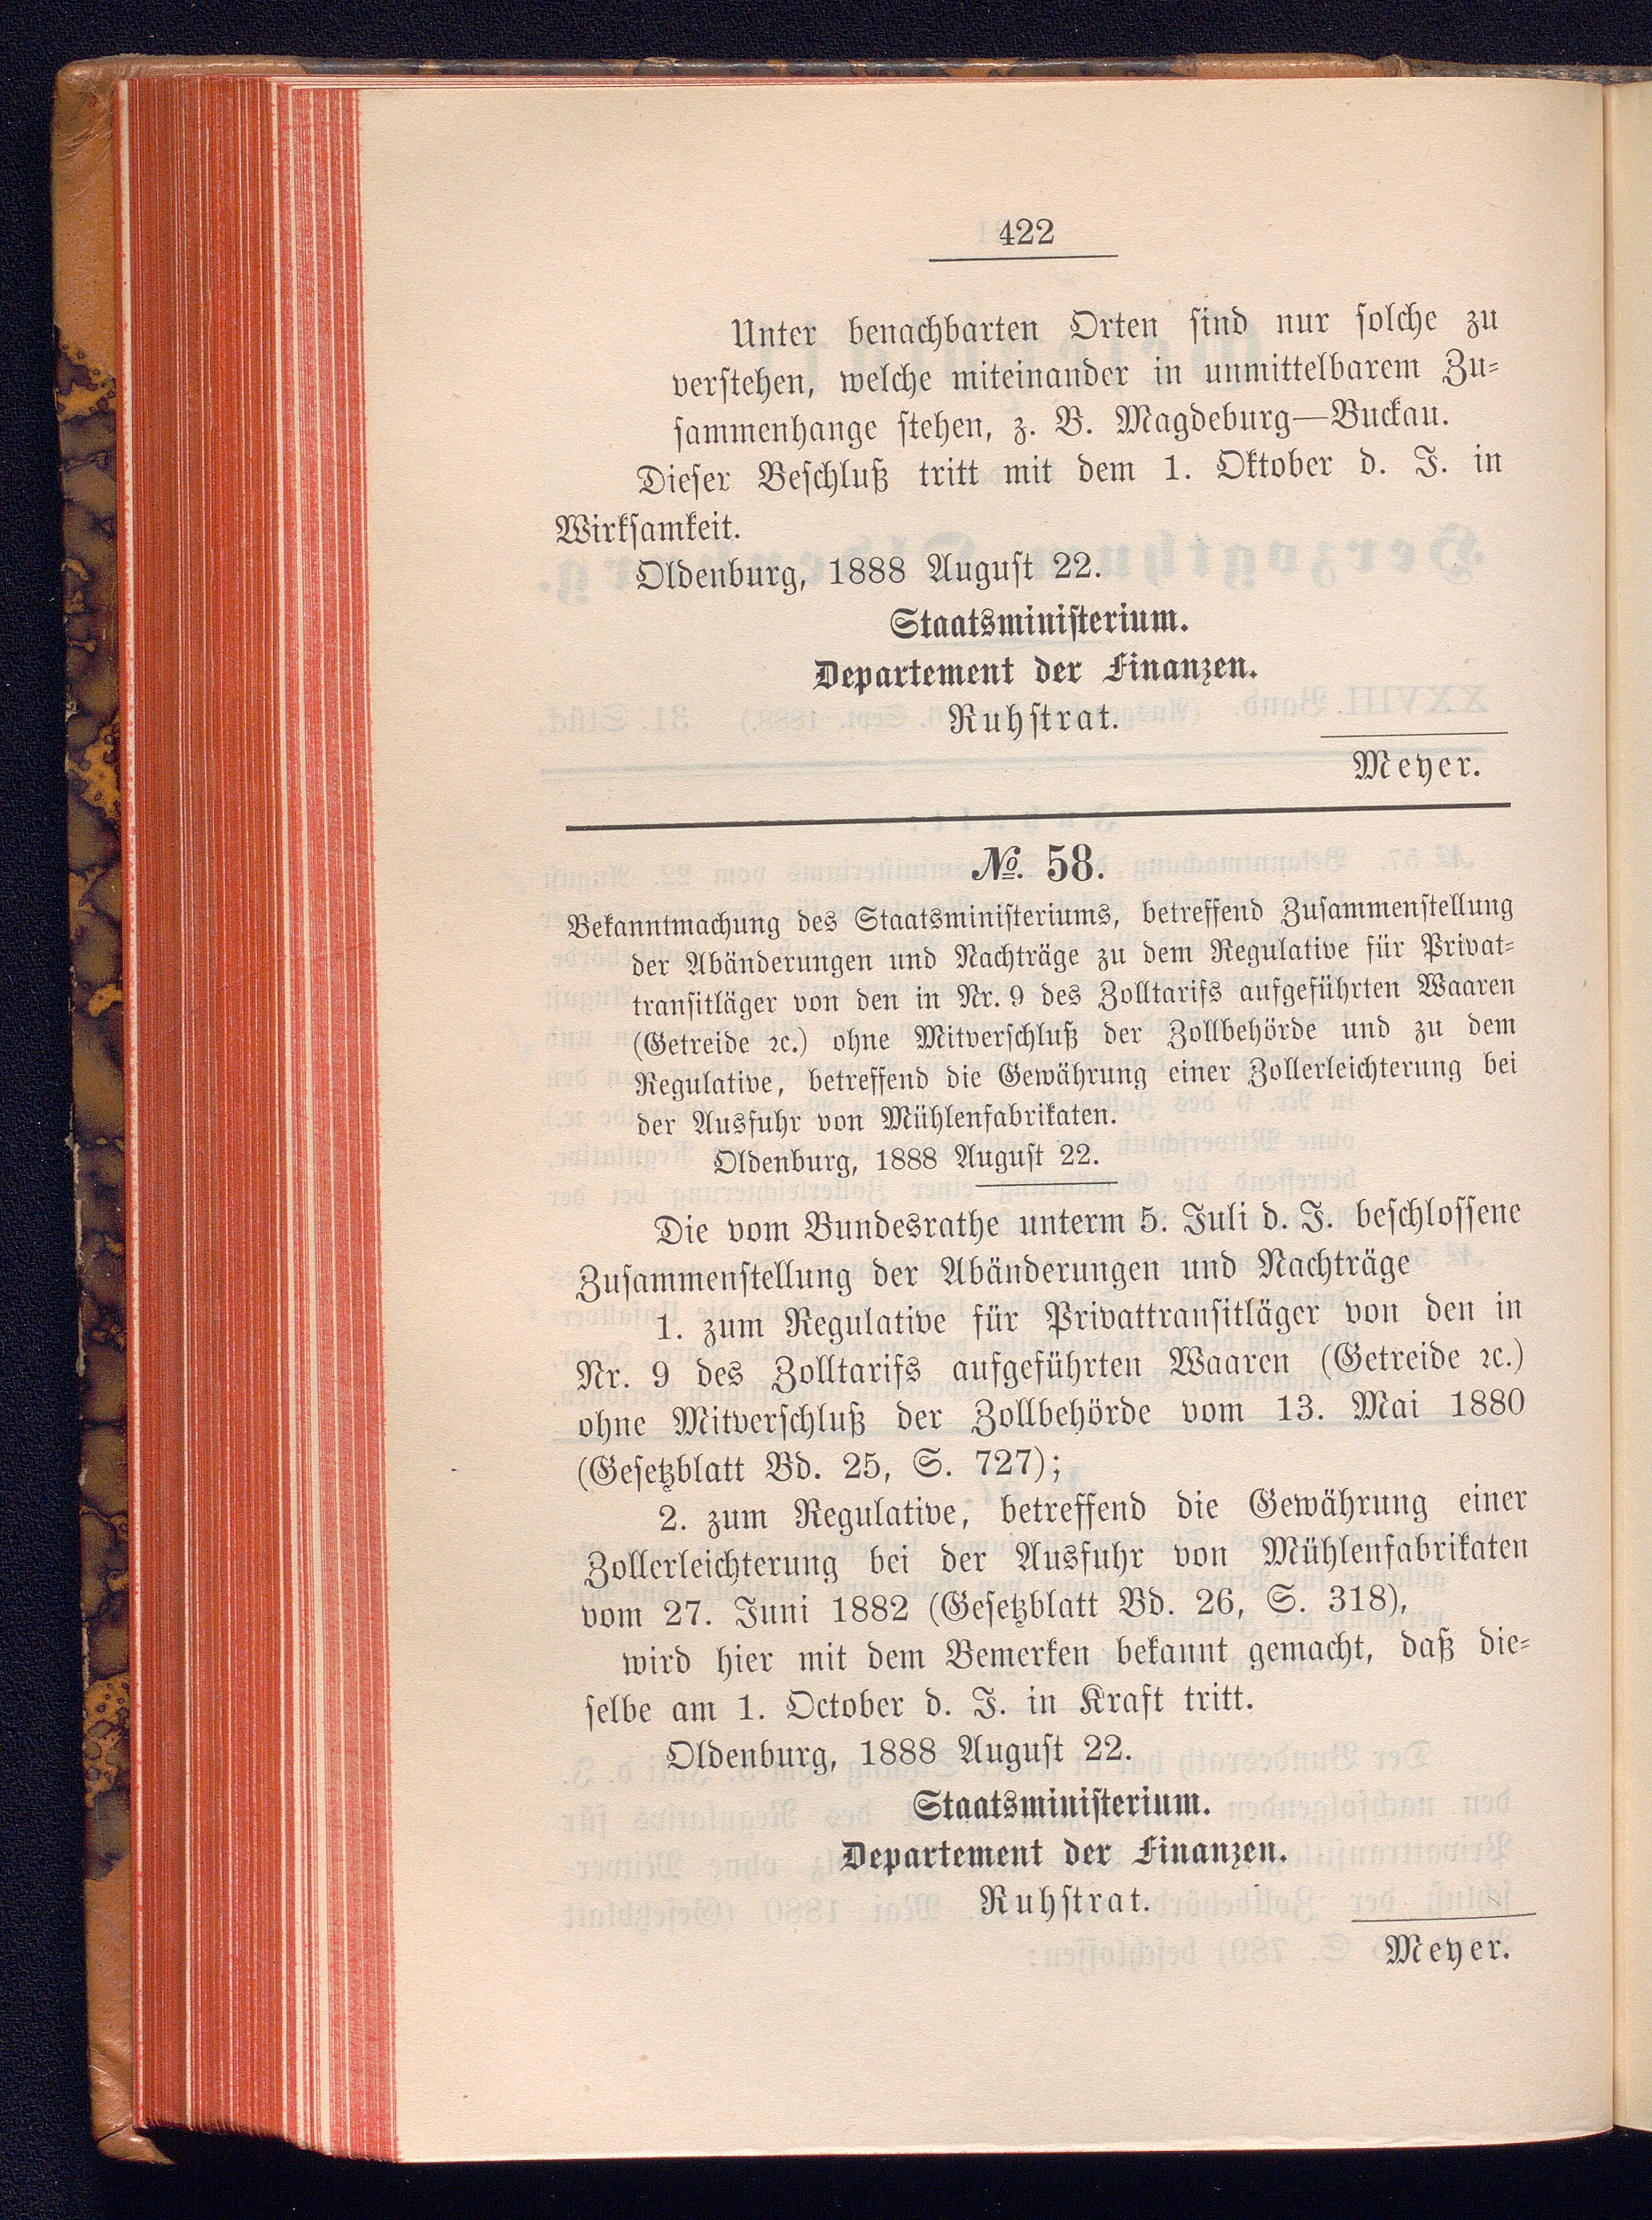 422
Unter benachbarten Orten sind nur solche zu
verstehen, welche miteinander in unmittelbarem Zu-
sammenhange stehen, z. B. Magdeburg—Buckau.
Dieser Beschluß tritt mit dem 1. Oktober d. J. in
Wirksamkeit.
Oldenburg, 1888 August 22.
Staatsministerium.
Departement der Finanzen.
Ruhstrat.
Meyer.
№. 58.
Bekanntmachung des Staatsministeriums, betreffend Zusammenstellung
der Abänderungen und Nachträge zu dem Regulative für Privat-
transitläger von den in Nr. 9 des Zolltarifs aufgeführten Waaren
(Getreide ꝛc.) ohne Mitverschluß der Zollbehörde und zu dem
Regulative, betreffend die Gewährung einer Zollerleichterung bei
der Ausfuhr von Mühlenfabrikaten.
Oldenburg, 1888 August 22.
Die vom Bundesrathe unterm 5. Juli d. J. beschlossene
Zusammenstellung der Abänderungen und Nachträge
1. zum Regulative für Privattransitläger von den in
Nr. 9 des Zolltarifs aufgeführten Waaren (Getreide ꝛc.)
ohne Mitverschluß der Zollbehörde vom 13. Mai 1880
(Gesetzblatt Bd. 25, S. 727);
2. zum Regulative, betreffend die Gewährung einer
Zollerleichterung bei der Ausfuhr von Mühlenfabrikaten
vom 27. Juni 1882 (Gesetzblatt Bd. 26, S. 318),
wird hier mit dem Bemerken bekannt gemacht, daß die-
selbe am 1. October d. J. in Kraft tritt.
Oldenburg, 1888 August 22.
Staatsministerium.
Departement der Finanzen.
Ruhstrat.
Meyer.